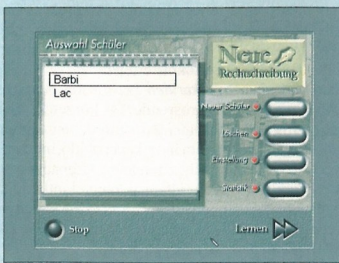 Auswahl Schüler
Neue
Rechtschreibung
Barbi
Lac
Neuer Schüler
Löschen
Einstellung
Statistik
Stop
Lernen